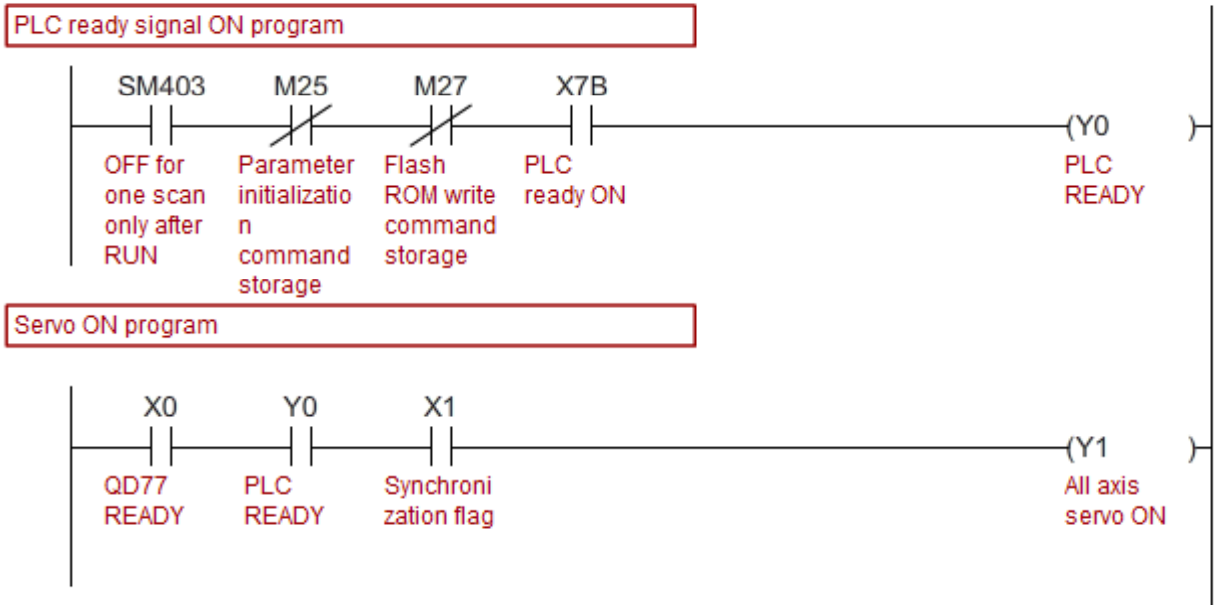 PLC ready signal ON program
SM403 M25 M27 X7B
(Y0 )
OFF for Parameter Flash PLC PLC
one scan initializatio ROM write ready ON READY
only after n command
RUN command storage
storage
Servo ON program
X0 Y0 X1
(Y1 )
QD77 PLC Synchroni All axis
READY READY zation flag servo ON